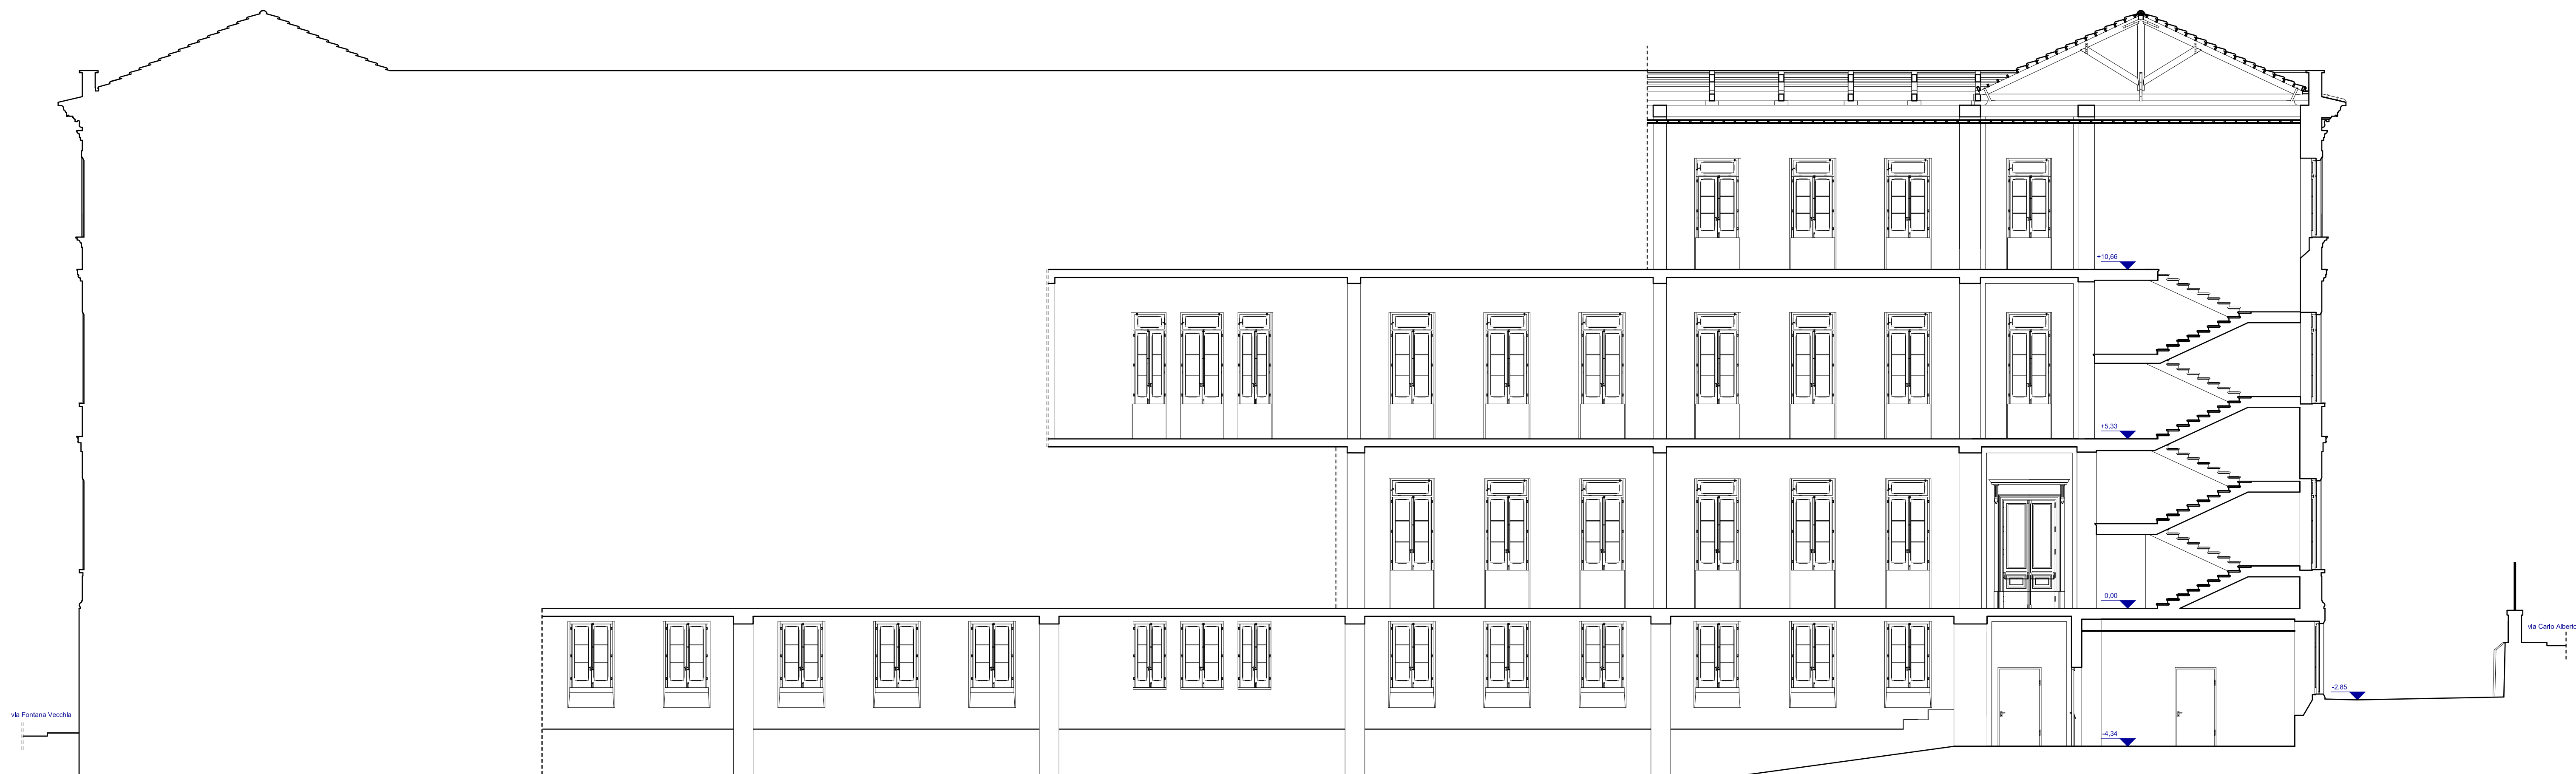 +10,66
+5,33
0,00
via Carlo Alberto
-2,85
via Fontana Vecchia
-4,34